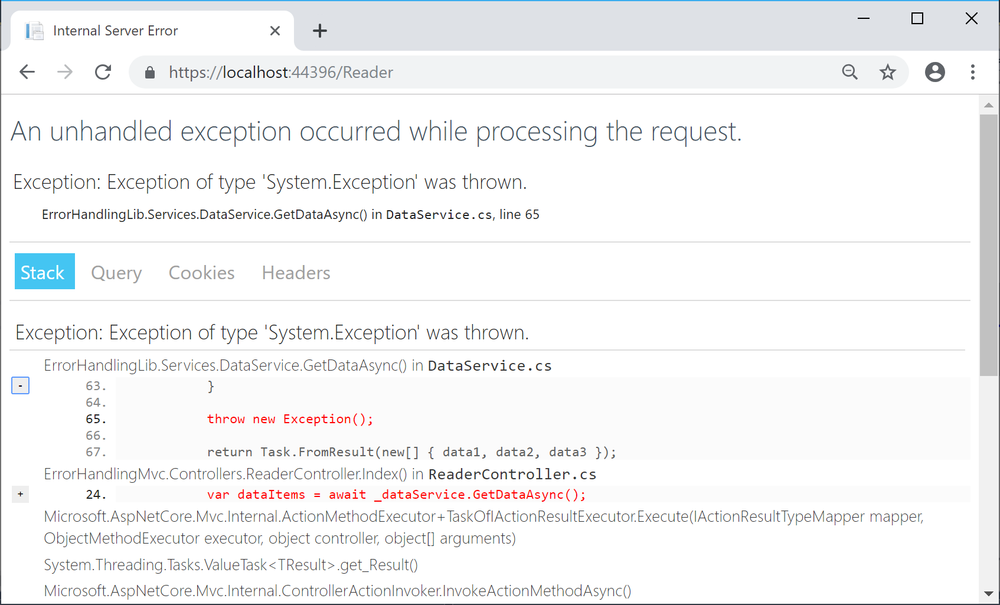 Internal Server Error
https://localhost:44396/Reader
An unhandled exception occurred while processing the request.
Exception: Exception of type 'System.Exception' was thrown.
ErrorHandlingLib.Services.DataService.GetDataAsync() in DataService.cs, line 65
Stack Query Cookies Headers
Exception: Exception of type 'System.Exception' was thrown.
ErrorHandlingLib.Services.DataService.GetDataAsync() in DataService.cs
- 63. }
64.
65. throw new Exception();
66.
67. return Task.FromResult(new[] { data1, data2, data3 });
ErrorHandlingMvc.Controllers.ReaderController.Index() in ReaderController.cs
+ 24. var dataItems = await _dataService.GetDataAsync();
Microsoft.AspNetCore.Mvc.Internal.ActionMethodExecutor+TaskOfIActionResultExecutor.Execute(IActionResultTypeMapper mapper,
ObjectMethodExecutor executor, object controller, object[] arguments)
System.Threading.Tasks.ValueTask<TResult>.get_Result()
Microsoft.AspNetCore.Mvc.Internal.ControllerActionInvoker.InvokeActionMethodAsync()